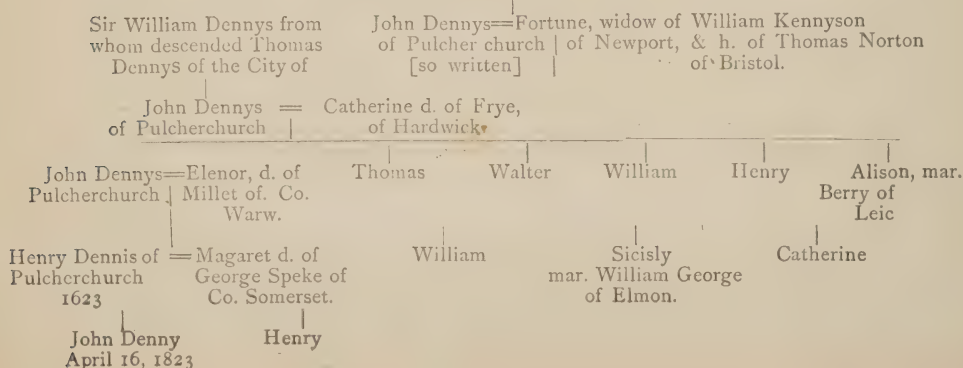 Sir William Dennys from
whom descended Thomas
Dennys of the City of
John Dennys==Fortune, widow of William Kennyson
of Pulcher church | of Newport, & h. of Thomas Norton
[so written] | of Bristol.
John Dennys = Catherine d. of Frye,
of Pulcherchurch | of Hardwick.
John Dennys=Elenor, d. of
Pulcherchurch | Millet of. Co.
Warw.
Thomas
Walter
William
Henry
Alison, mar.
Berry of
Leic
Henry Dennis of = Magaret d. of
Pulcherchurch George Speke of
1623 Co. Somerset.
William
Sicisly
mar. William George
of Elmon.
Catherine
John Denny
April 16, 1823
Henry